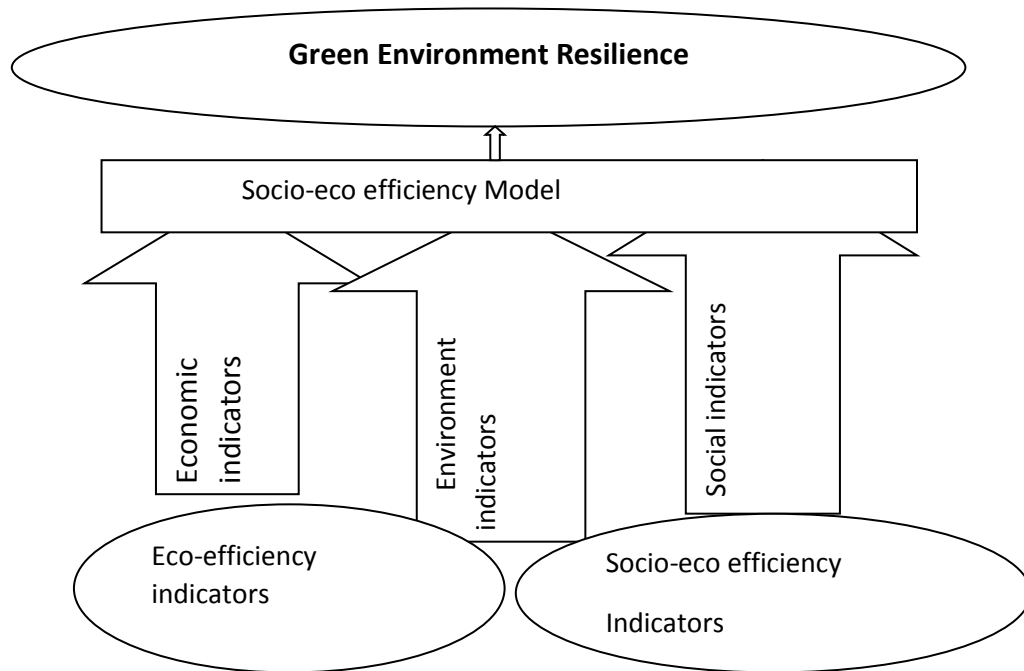 Green Environment Resilience
Socio-eco efficiency Model
Economic
indicators
Environment
indicators
Social indicators
Eco-efficiency
indicators
Socio-eco efficiency
Indicators